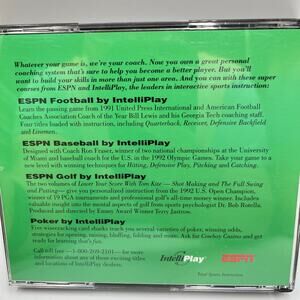 Whatever your game is, we're your coach. Now you own a great personal
coaching system that's sure to help you become a better player. But you'll
want to build your skills in more than just one area. And you can with these super
courses from ESPN and IntelliPlay, the leaders in interactive sports instruction:
ESPN Football by IntelliPlay
Learn the game from 1991 United Press International and American Football
Coaches Association Coach of the Year Bill Lewis and his Georgia Tech coaching staff.
Four titles loaded with instruction, including Quarterback, Receiver, Defensive Backfield
and Linemen.
ESPN Baseball by IntelliPlay
Designed with Coach Ron Fraser, winner of two national championships at the University
of Miami and baseball coach for the U.S. in the 1992 Olympic Games. Take your game to a
new level with winning techniques for Hitting, Defensive Play, Pitching and Catching.
ESPN Golf by IntelliPlay
The two volumes of Lower Your Score With Tom Kite — Shot Making and The Full Swing
and Putting— give you personalized instruction from the 1992 U.S. Open Champion,
winner of 19 PGA tournaments and professional golf's all-time money winner. Includes
valuable insight into the mental aspects of golf from sports psychologist Dr. Bob Rotella.
Produced and directed by Emmy Award Winner Terry Jastrow.
Poker by IntelliPlay
Five wisecracking card sharks teach you several varieties of poker; winning odds,
strategies for opening, raising, bluffing, folding and more. Ask for Cowboy Casino and get
ready for learning that's fun.
Call toll free —1-800-269-2101— for more
information about any of these exciting titles
and locations of IntelliPlay dealers.
IntelliPlay
ESPN
Total Sports Instruction